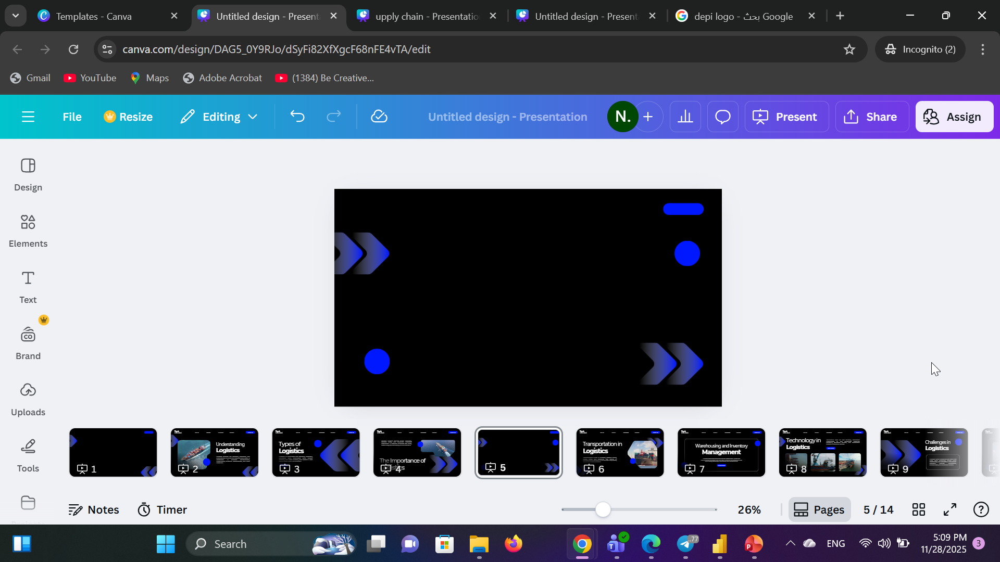 Templates - Canva
Untitled design - Present
upply chain - Presentatio
Untitled design - Present
depi logo - بحث Google
canva.com/design/DAG5_0Y9RJo/dSyFi82XfXgcF68nFE4vTA/edit
Incognito (2)
Gmail
YouTube
Maps
Adobe Acrobat
(1384) Be Creative...
File
Resize
Editing
Untitled design - Presentation
N.
Present
Share
Assign
Design
Elements
Text
Brand
Uploads
Tools
1
Understanding
Logistics
2
Types of
Logistics
3
The Importance of
4
5
Transportation in
Logistics
6
Warehousing and Inventory
Management
7
Technology in
Logistics
8
Challenges in
Logistics
9
Notes
Timer
26%
Pages
5 / 14
Search
77
ENG
5:09 PM
11/28/2025
3